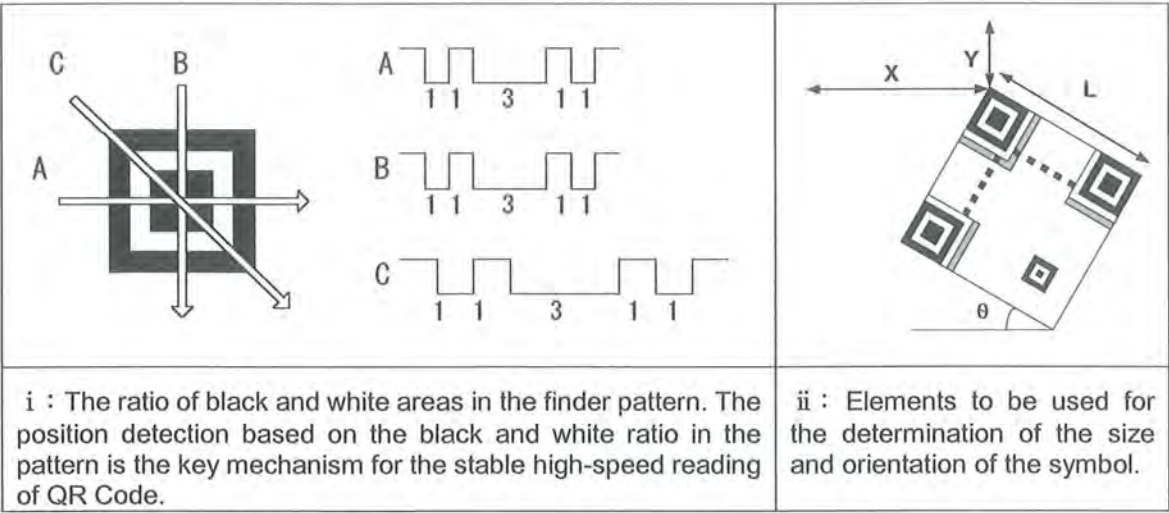 C B
A
A
1 1 3 1 1
B
1 1 3 1 1
C
1 1 3 1 1
X Y L
θ
i : The ratio of black and white areas in the finder pattern. The
position detection based on the black and white ratio in the
pattern is the key mechanism for the stable high-speed reading
of QR Code.
ii : Elements to be used for
the determination of the size
and orientation of the symbol.